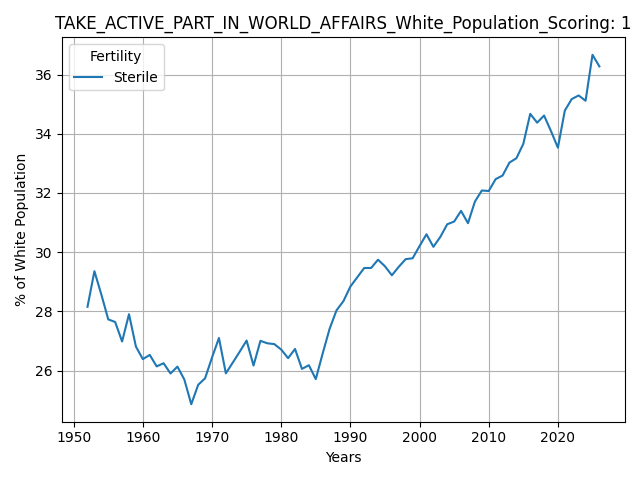 TAKE_ACTIVE_PART_IN_WORLD_AFFAIRS_White_Population_Scoring: 1
Fertility
Sterile
36
34
32
30
28
26
% of White Population
1950 1960 1970 1980 1990 2000 2010 2020
Years